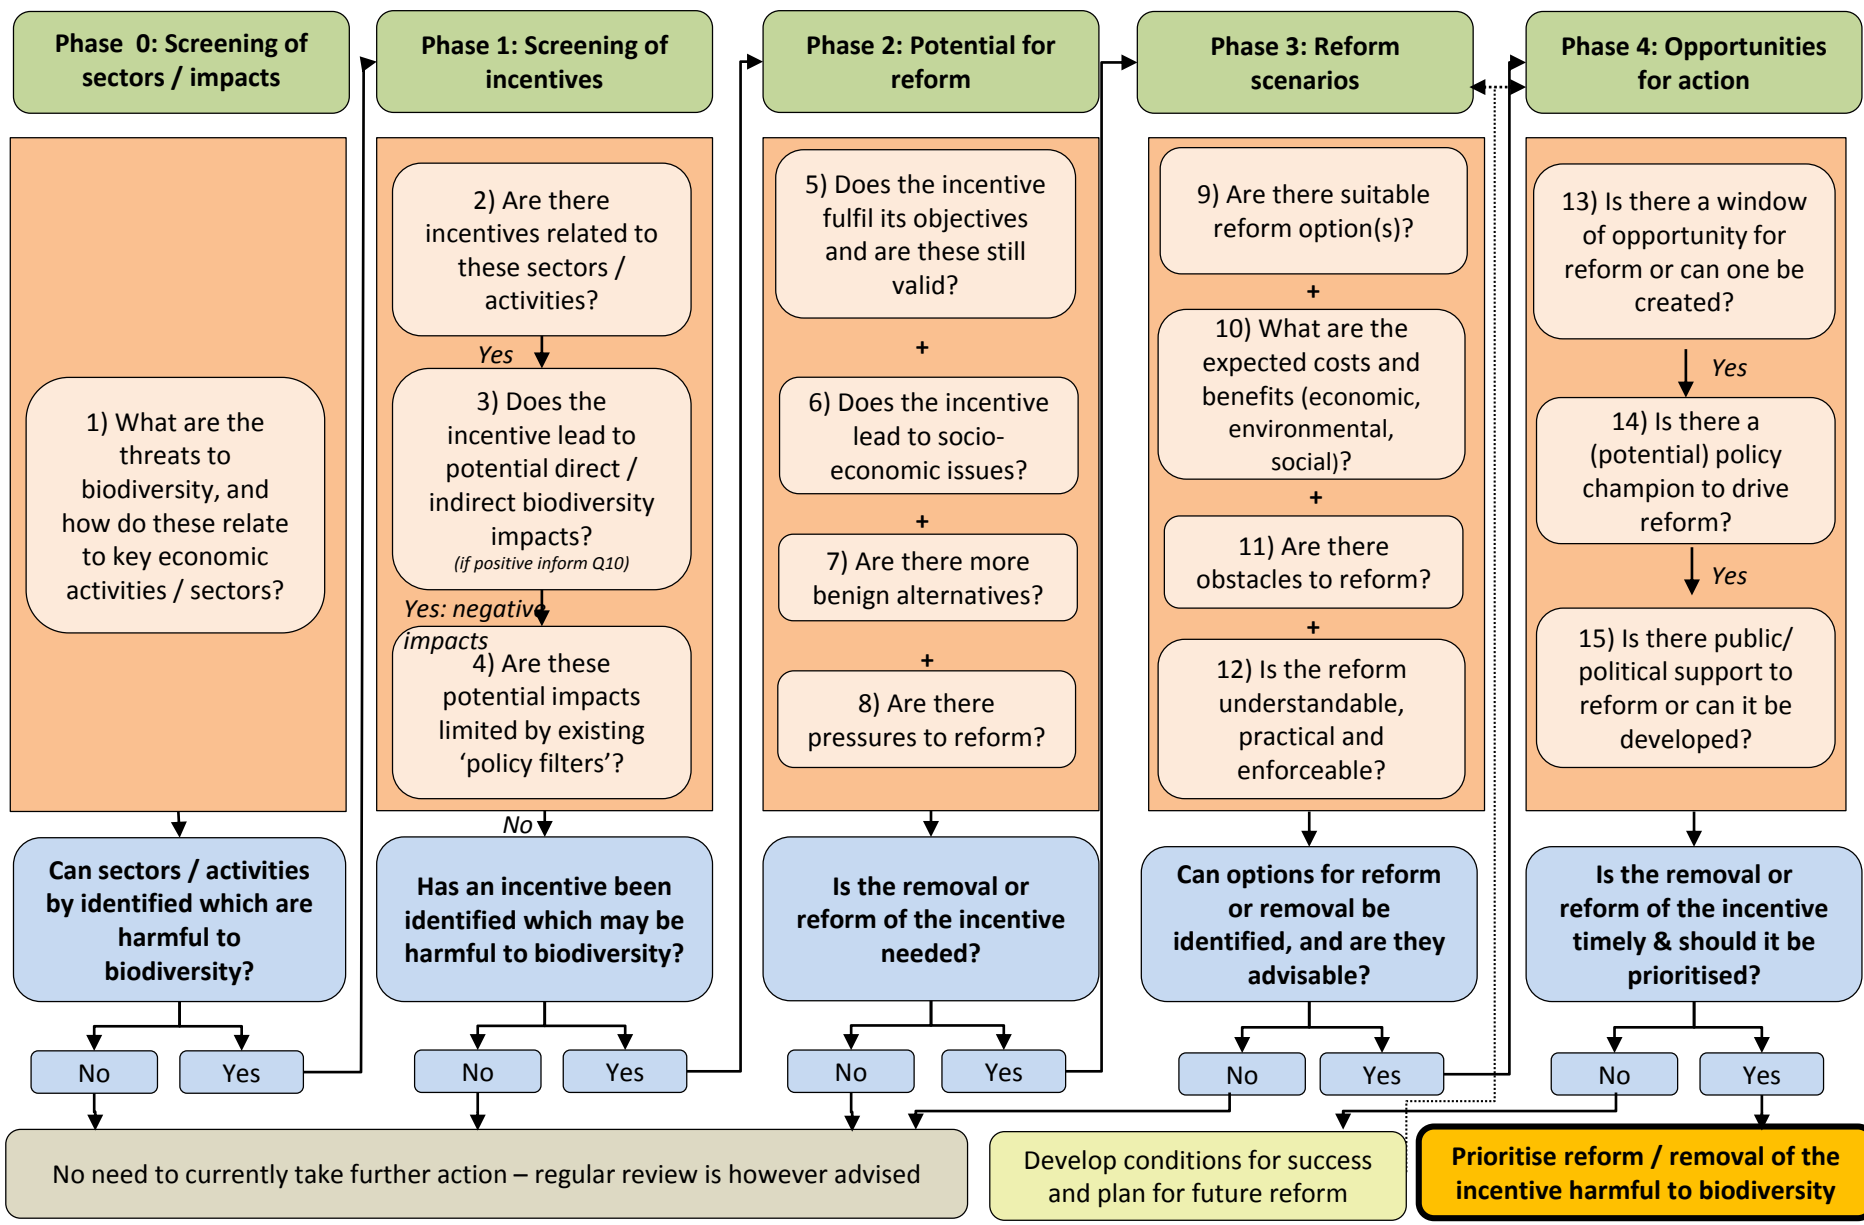 Phase 0: Screening of
sectors / impacts
1) What are the
threats to
biodiversity, and
how do these relate
to key economic
activities / sectors?
Can sectors / activities
by identified which are
harmful to
biodiversity?
No
Yes
Phase 1: Screening of
incentives
2) Are there
incentives related to
these sectors /
activities?
Yes
3) Does the
incentive lead to
potential direct /
indirect biodiversity
impacts?
(if positive inform Q10)
Yes: negative
impacts
4) Are these
potential impacts
limited by existing
‘policy filters’?
No
Has an incentive been
identified which may be
harmful to biodiversity?
No
Yes
Phase 2: Potential for
reform
5) Does the incentive
fulfil its objectives
and are these still
valid?
+
6) Does the incentive
lead to socio-
economic issues?
+
7) Are there more
benign alternatives?
+
8) Are there
pressures to reform?
Is the removal or
reform of the incentive
needed?
No
Yes
Phase 3: Reform
scenarios
9) Are there suitable
reform option(s)?
+
10) What are the
expected costs and
benefits (economic,
environmental,
social)?
+
11) Are there
obstacles to reform?
+
12) Is the reform
understandable,
practical and
enforceable?
Can options for reform
or removal be
identified, and are they
advisable?
No
Yes
Phase 4: Opportunities
for action
13) Is there a window
of opportunity for
reform or can one be
created?
Yes
14) Is there a
(potential) policy
champion to drive
reform?
Yes
15) Is there public/
political support to
reform or can it be
developed?
Is the removal or
reform of the incentive
timely & should it be
prioritised?
No
Yes
No need to currently take further action – regular review is however advised
Develop conditions for success
and plan for future reform
Prioritise reform / removal of the
incentive harmful to biodiversity